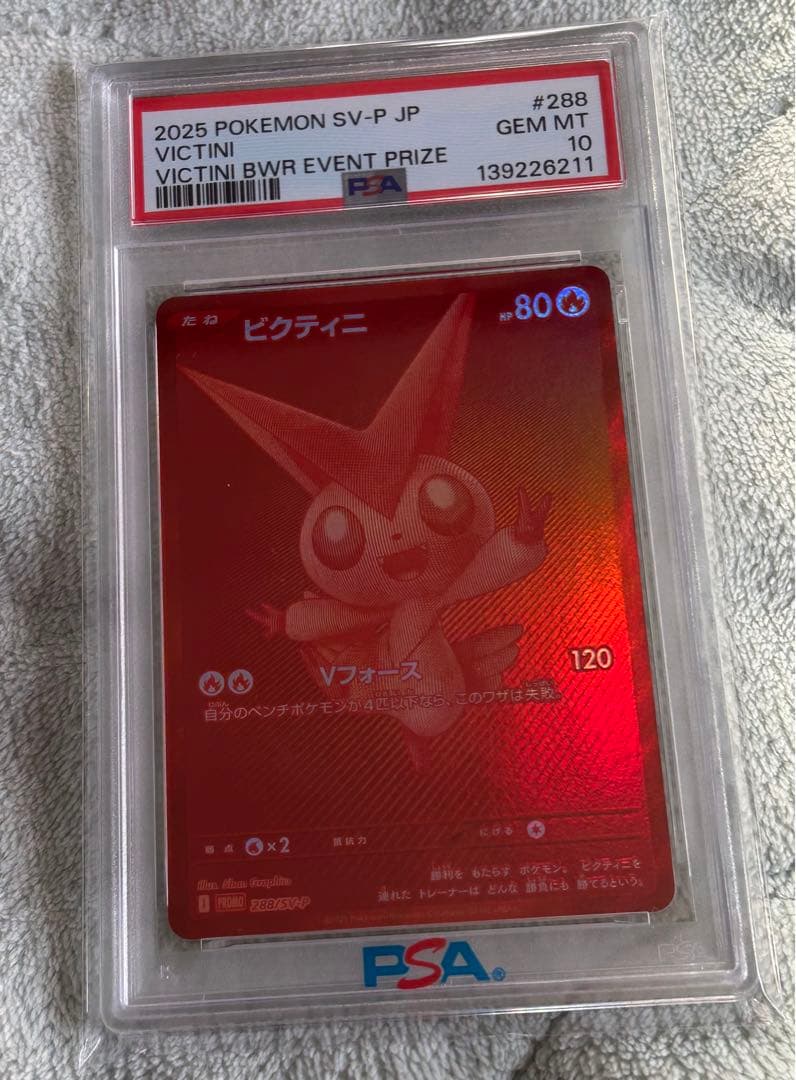 2025 POKEMON SV-P JP #288
VICTINI GEM MT
VICTINI BWR EVENT PRIZE 10
PSA 139226211
たね ビクティニ HP 80
Vフォース 120
自分のベンチポケモンが4匹以下なら、このワザは失敗。
弱点 ×2 抵抗力 にげる
勝利を もたらす ポケモン。 ビクティニを
連れた トレーナーは どんな 勝負にも 勝てるという。
Illus.
I PROMO 288/SV-P
PSA